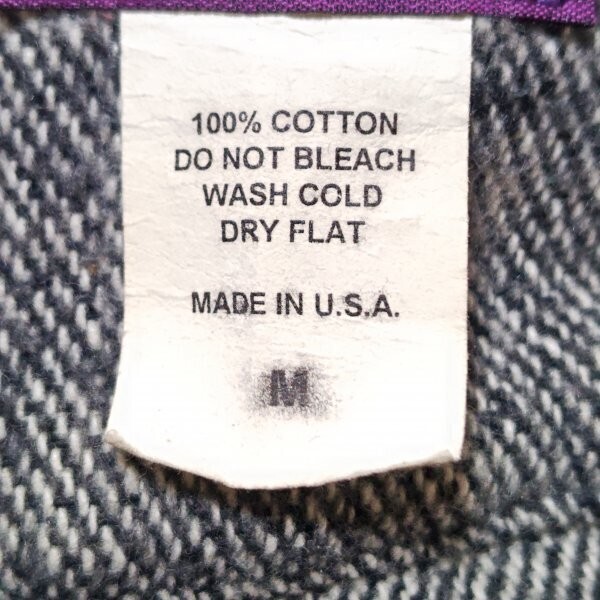 100% COTTON
DO NOT BLEACH
WASH COLD
DRY FLAT
MADE IN U.S.A.
M